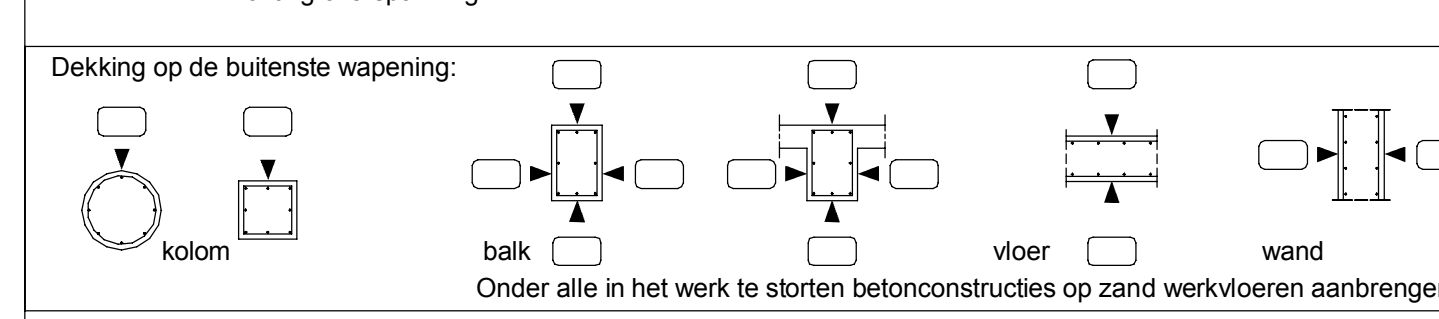 Dekking op de buitenste wapening:
kolom
balk
vloer
wand
Onder alle in het werk te storten betonconstructies op zand werkvloeren aanbrengen